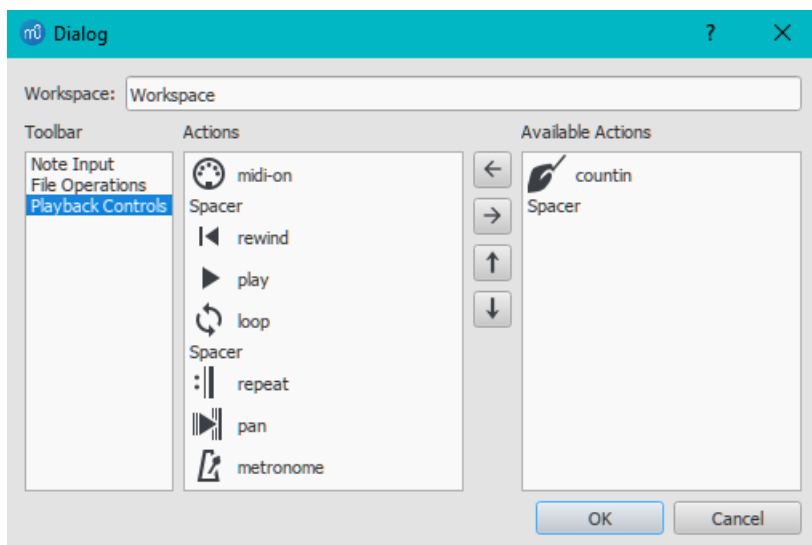 Dialog
Workspace: Workspace
Toolbar
Note Input
File Operations
Playback Controls
Actions
midi-on
Spacer
rewind
play
loop
Spacer
repeat
pan
metronome
Available Actions
countin
Spacer
OK
Cancel